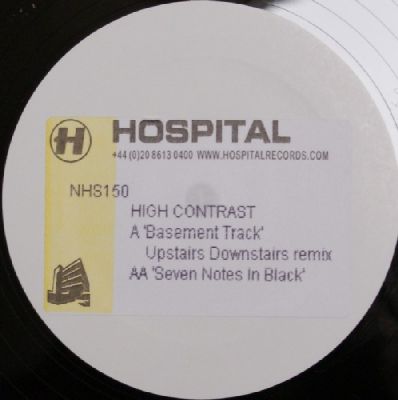 H HOSPITAL
+44 (0)20 8613 0400 WWW.HOSPITALRECORDS.COM
NHS150
HIGH CONTRAST
A 'Basement Track'
Upstairs Downstairs remix
AA 'Seven Notes In Black'